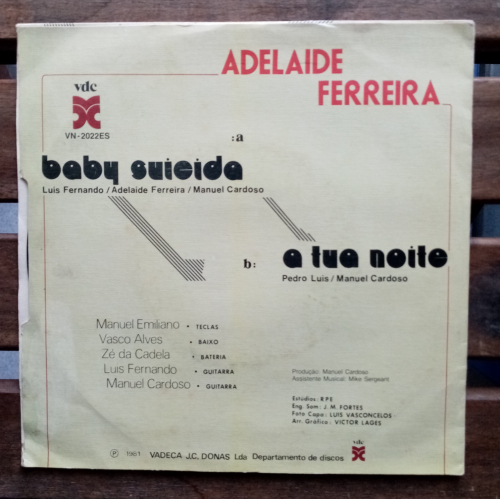 ADELAIDE
FERREIRA
vdc
VN-2022ES
:a
baby suicida
Luis Fernando / Adelaide Ferreira / Manuel Cardoso
b:
a tua noite
Pedro Luis / Manuel Cardoso
Manuel Emiliano • TECLAS
Vasco Alves • BAIXO
Zé da Cadela • BATERIA
Luis Fernando • GUITARRA
Manuel Cardoso • GUITARRA
Produção: Manuel Cardoso
Assistente Musical: Mike Sergeant
Estúdios: RPE
Eng. Som: J. M. FORTES
Foto Capa: LUIS VASCONCELOS
Arr. Gráfico: VICTOR LAGES
Ⓟ 1981 VADECA J.C. DONAS Lda Departamento de discos
vdc